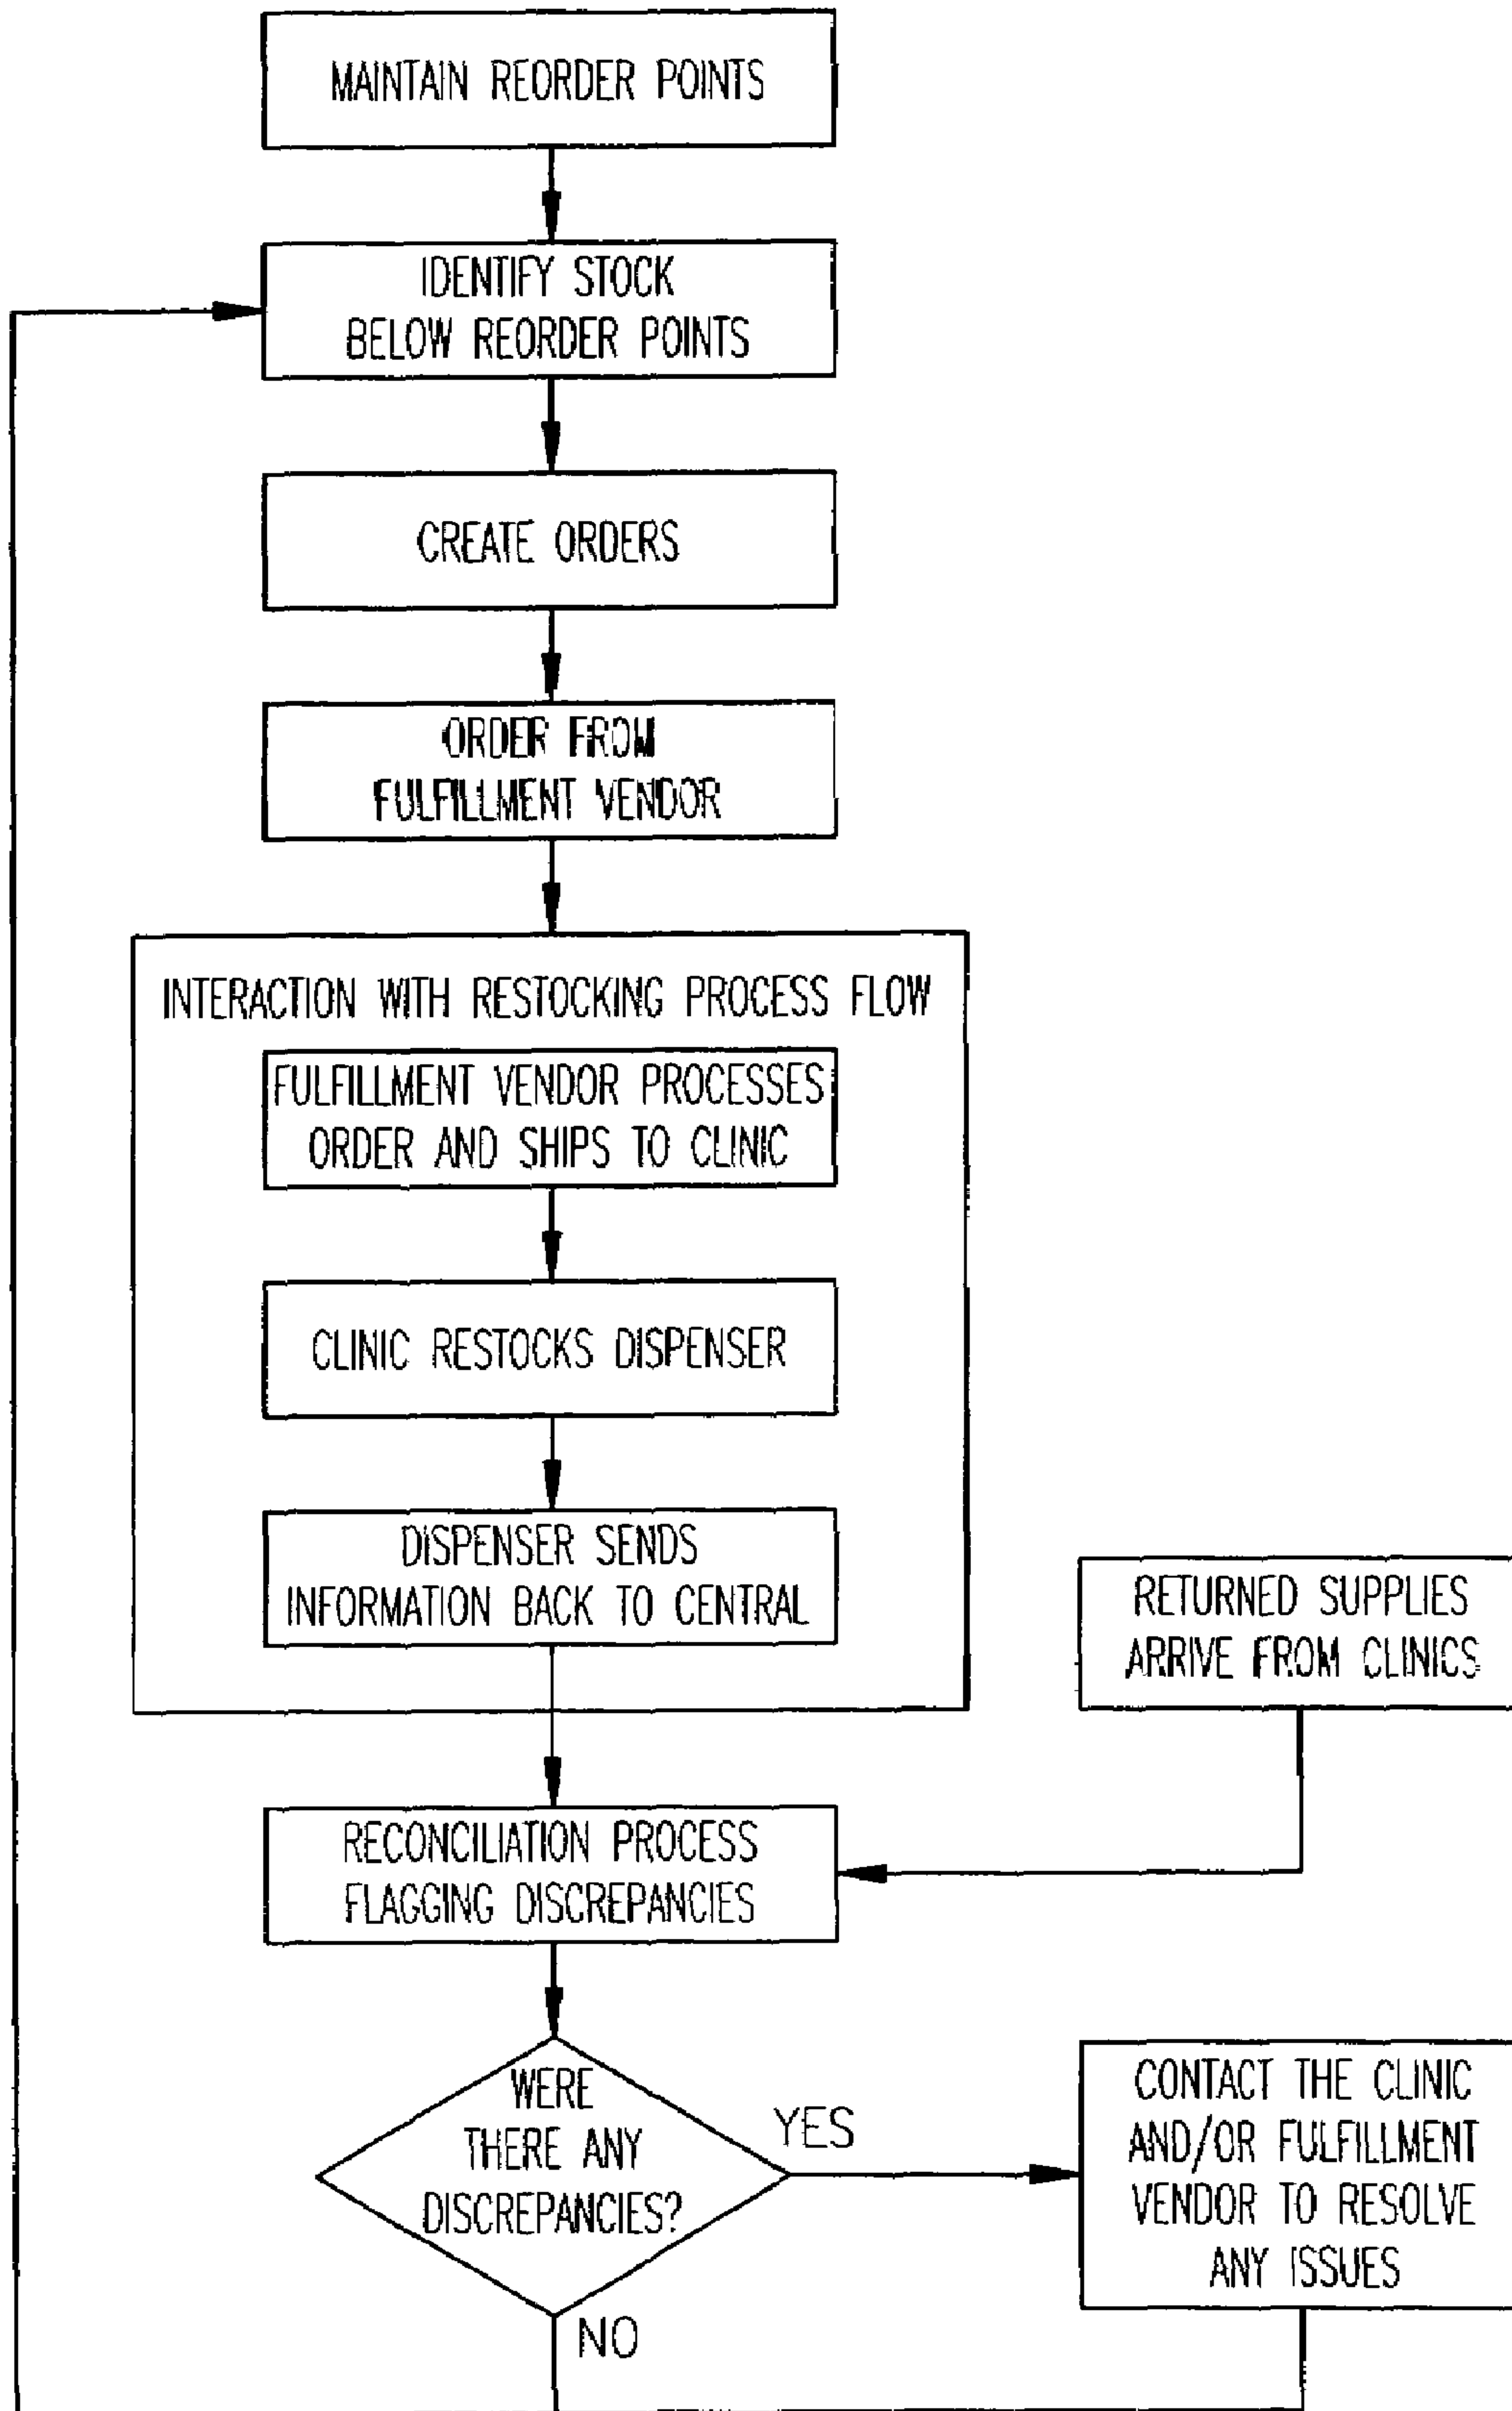 MAINTAIN REORDER POINTS
IDENTIFY STOCK
BELOW REORDER POINTS
CREATE ORDERS
ORDER FROM
FULFILLMENT VENDOR
INTERACTION WITH RESTOCKING PROCESS FLOW
FULFILLMENT VENDOR PROCESSES
ORDER AND SHIPS TO CLINIC
CLINIC RESTOCKS DISPENSER
DISPENSER SENDS
INFORMATION BACK TO CENTRAL
RETURNED SUPPLIES
ARRIVE FROM CLINICS
RECONCILIATION PROCESS
FLAGGING DISCREPANCIES
WERE
THERE ANY
DISCREPANCIES?
YES
CONTACT THE CLINIC
AND/OR FULFILLMENT
VENDOR TO RESOLVE
ANY ISSUES
NO